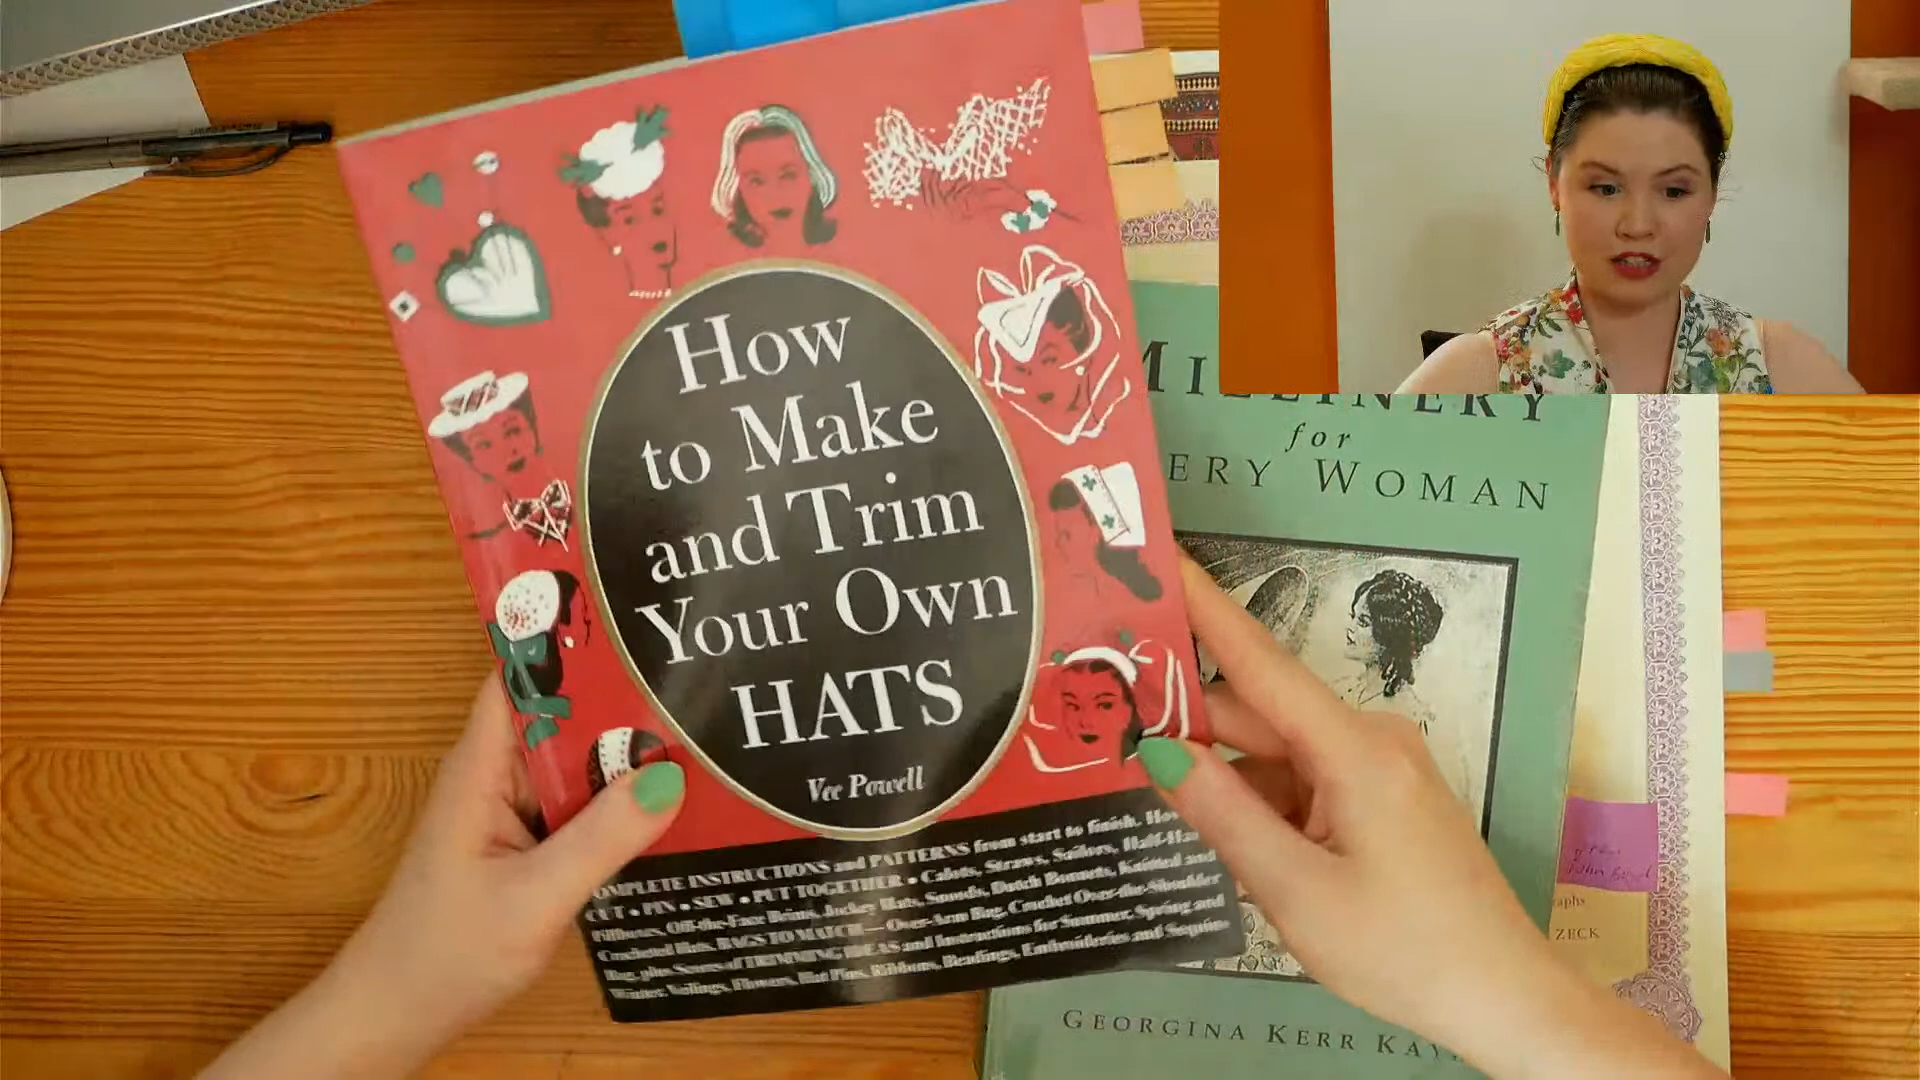 How
to Make
and Trim
Your Own
HATS
Vee Powell
OMPLETE INSTRUCTIONS and PATTERNS from start to finish. How
CUT • PIN • SEW • PUT TOGETHER • Calots, Straws, Sailors, Half-Hats
Pillboxes, Off-the-Face Brims, Jockey Hats, Snoods, Dutch Bonnets, Knitted and
Crocheted Hats. BAGS TO MATCH — Over-Arm Bag, Crochet Over-the-Shoulder
Bag, plus Scores of TRIMMING IDEAS and Instructions for Summer, Spring and
Winter. Veilings, Flowers, Hat Pins, Ribbons, Beadings, Embroideries and Sequins
MILLINERY
for
ERY WOMAN
GEORGINA KERR KAY
aphs
ZECK